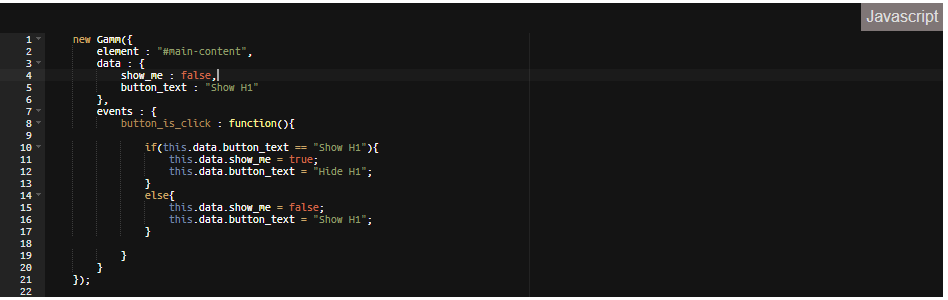 Javascript
1 new Gamm({
2 element : "#main-content",
3 data : {
4 show_me : false,
5 button_text : "Show H1"
6 },
7 events : {
8 button_is_click : function(){
9
10 if(this.data.button_text == "Show H1"){
11 this.data.show_me = true;
12 this.data.button_text = "Hide H1";
13 }
14 else{
15 this.data.show_me = false;
16 this.data.button_text = "Show H1";
17 }
18
19 }
20 }
21 });
22